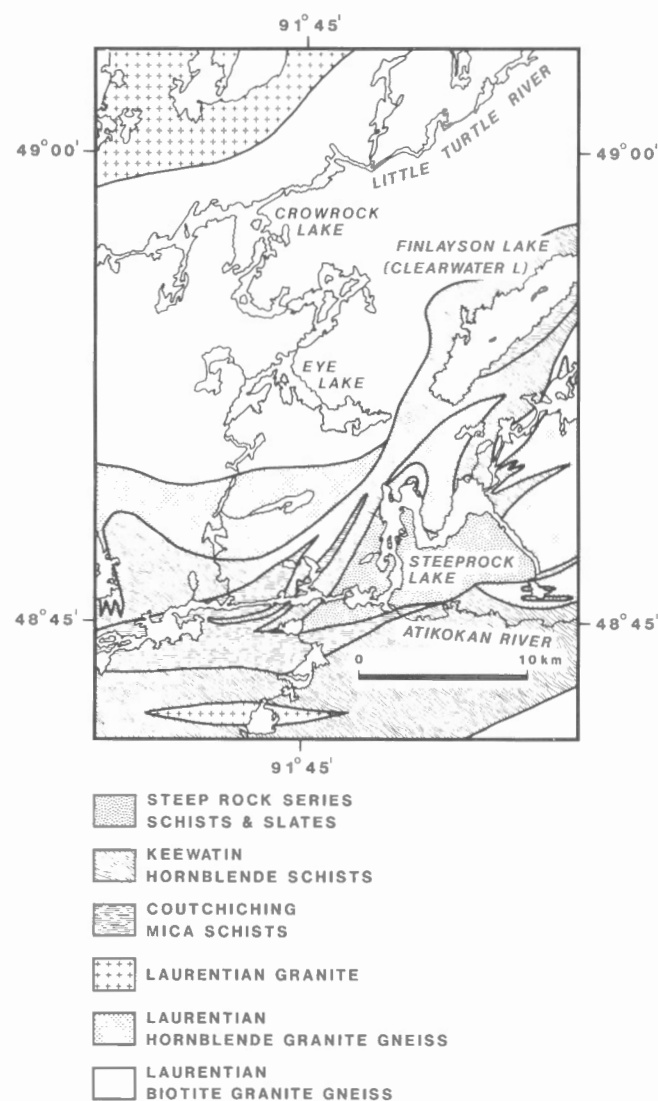 91°45'
49°00'
49°00'
LITTLE TURTLE RIVER
CROWROCK
LAKE
FINLAYSON LAKE
(CLEARWATER L)
EYE
LAKE
STEEPROCK
LAKE
48°45'
48°45'
ATIKOKAN RIVER
0 10 km
91°45'
STEEP ROCK SERIES
SCHISTS & SLATES
KEEWATIN
HORNBLENDE SCHISTS
COUTCHICHING
MICA SCHISTS
LAURENTIAN GRANITE
LAURENTIAN
HORNBLENDE GRANITE GNEISS
LAURENTIAN
BIOTITE GRANITE GNEISS